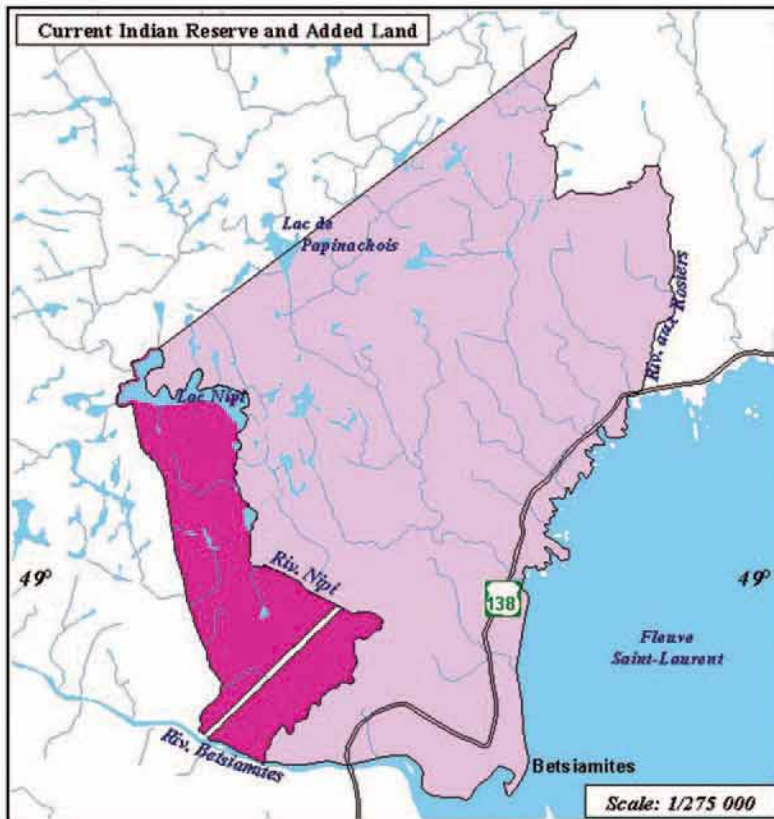 Current Indian Reserve and Added Land
Lac de
Papinachois
Riv. aux Rosiers
Lac Nipi
Riv. Nipi
49°
49°
138
Fleuve
Saint-Laurent
Riv. Betsiamites
Betsiamites
Scale: 1/275 000